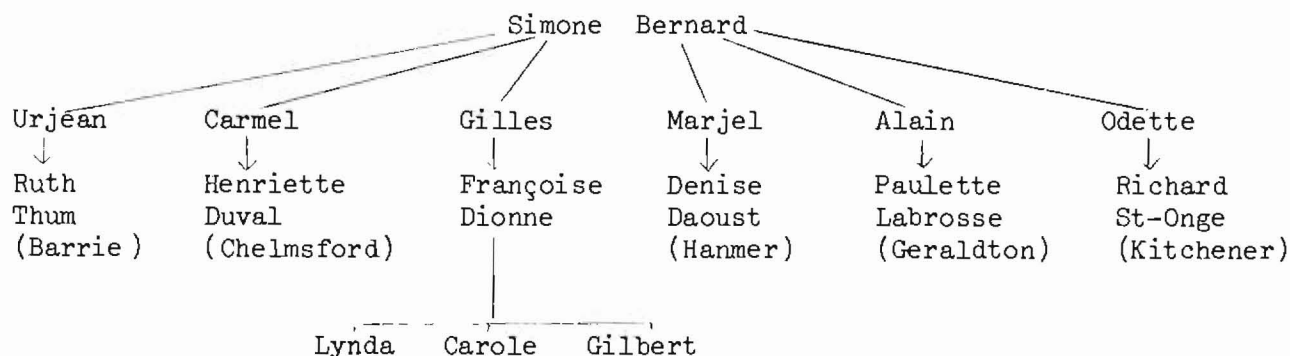 Simone Bernard
Urjéan Carmel Gilles Marjel Alain Odette
Ruth Henriette Françoise Denise Paulette Richard
Thum Duval Dionne Daoust Labrosse St-Onge
(Barrie) (Chelmsford) (Hanmer) (Geraldton) (Kitchener)
Lynda Carole Gilbert